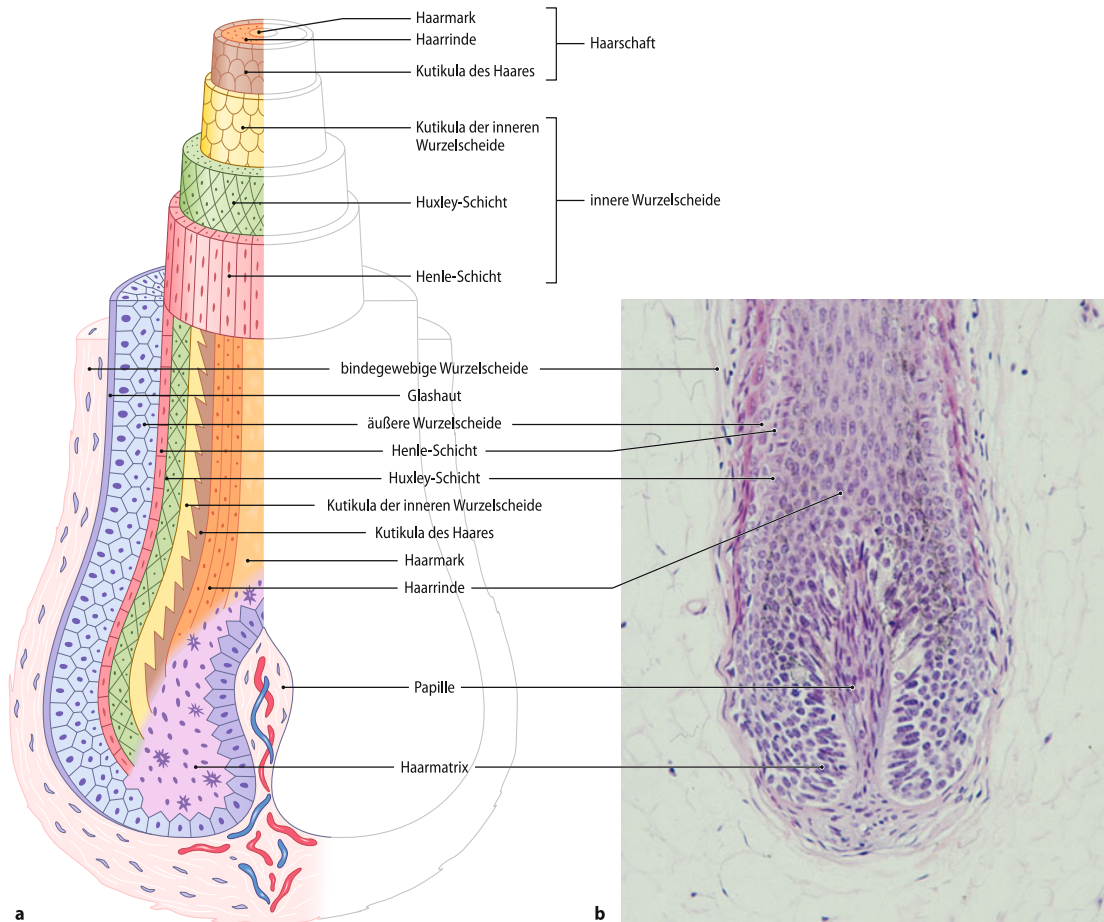 Haarmark
Haarrinde
Haarschaft
Kutikula des Haares
Kutikula der inneren
Wurzelscheide
Huxley-Schicht
innere Wurzelscheide
Henle-Schicht
bindegewebige Wurzelscheide
Glashaut
äußere Wurzelscheide
Henle-Schicht
Huxley-Schicht
Kutikula der inneren Wurzelscheide
Kutikula des Haares
Haarmark
Haarrinde
Papille
Haarmatrix
a
b